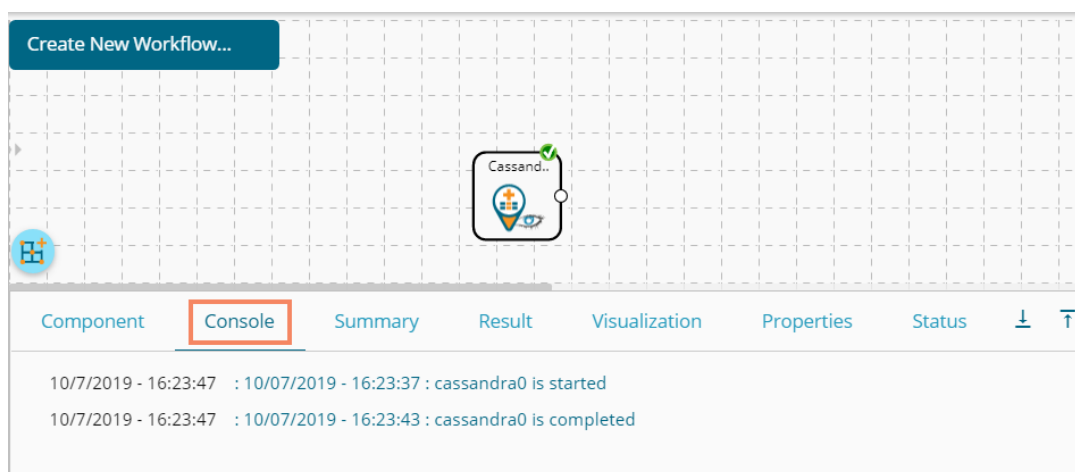 Create New Workflow...
Cassand..
Component Console Summary Result Visualization Properties Status
10/7/2019 - 16:23:47 : 10/07/2019 - 16:23:37 : cassandra0 is started
10/7/2019 - 16:23:47 : 10/07/2019 - 16:23:43 : cassandra0 is completed